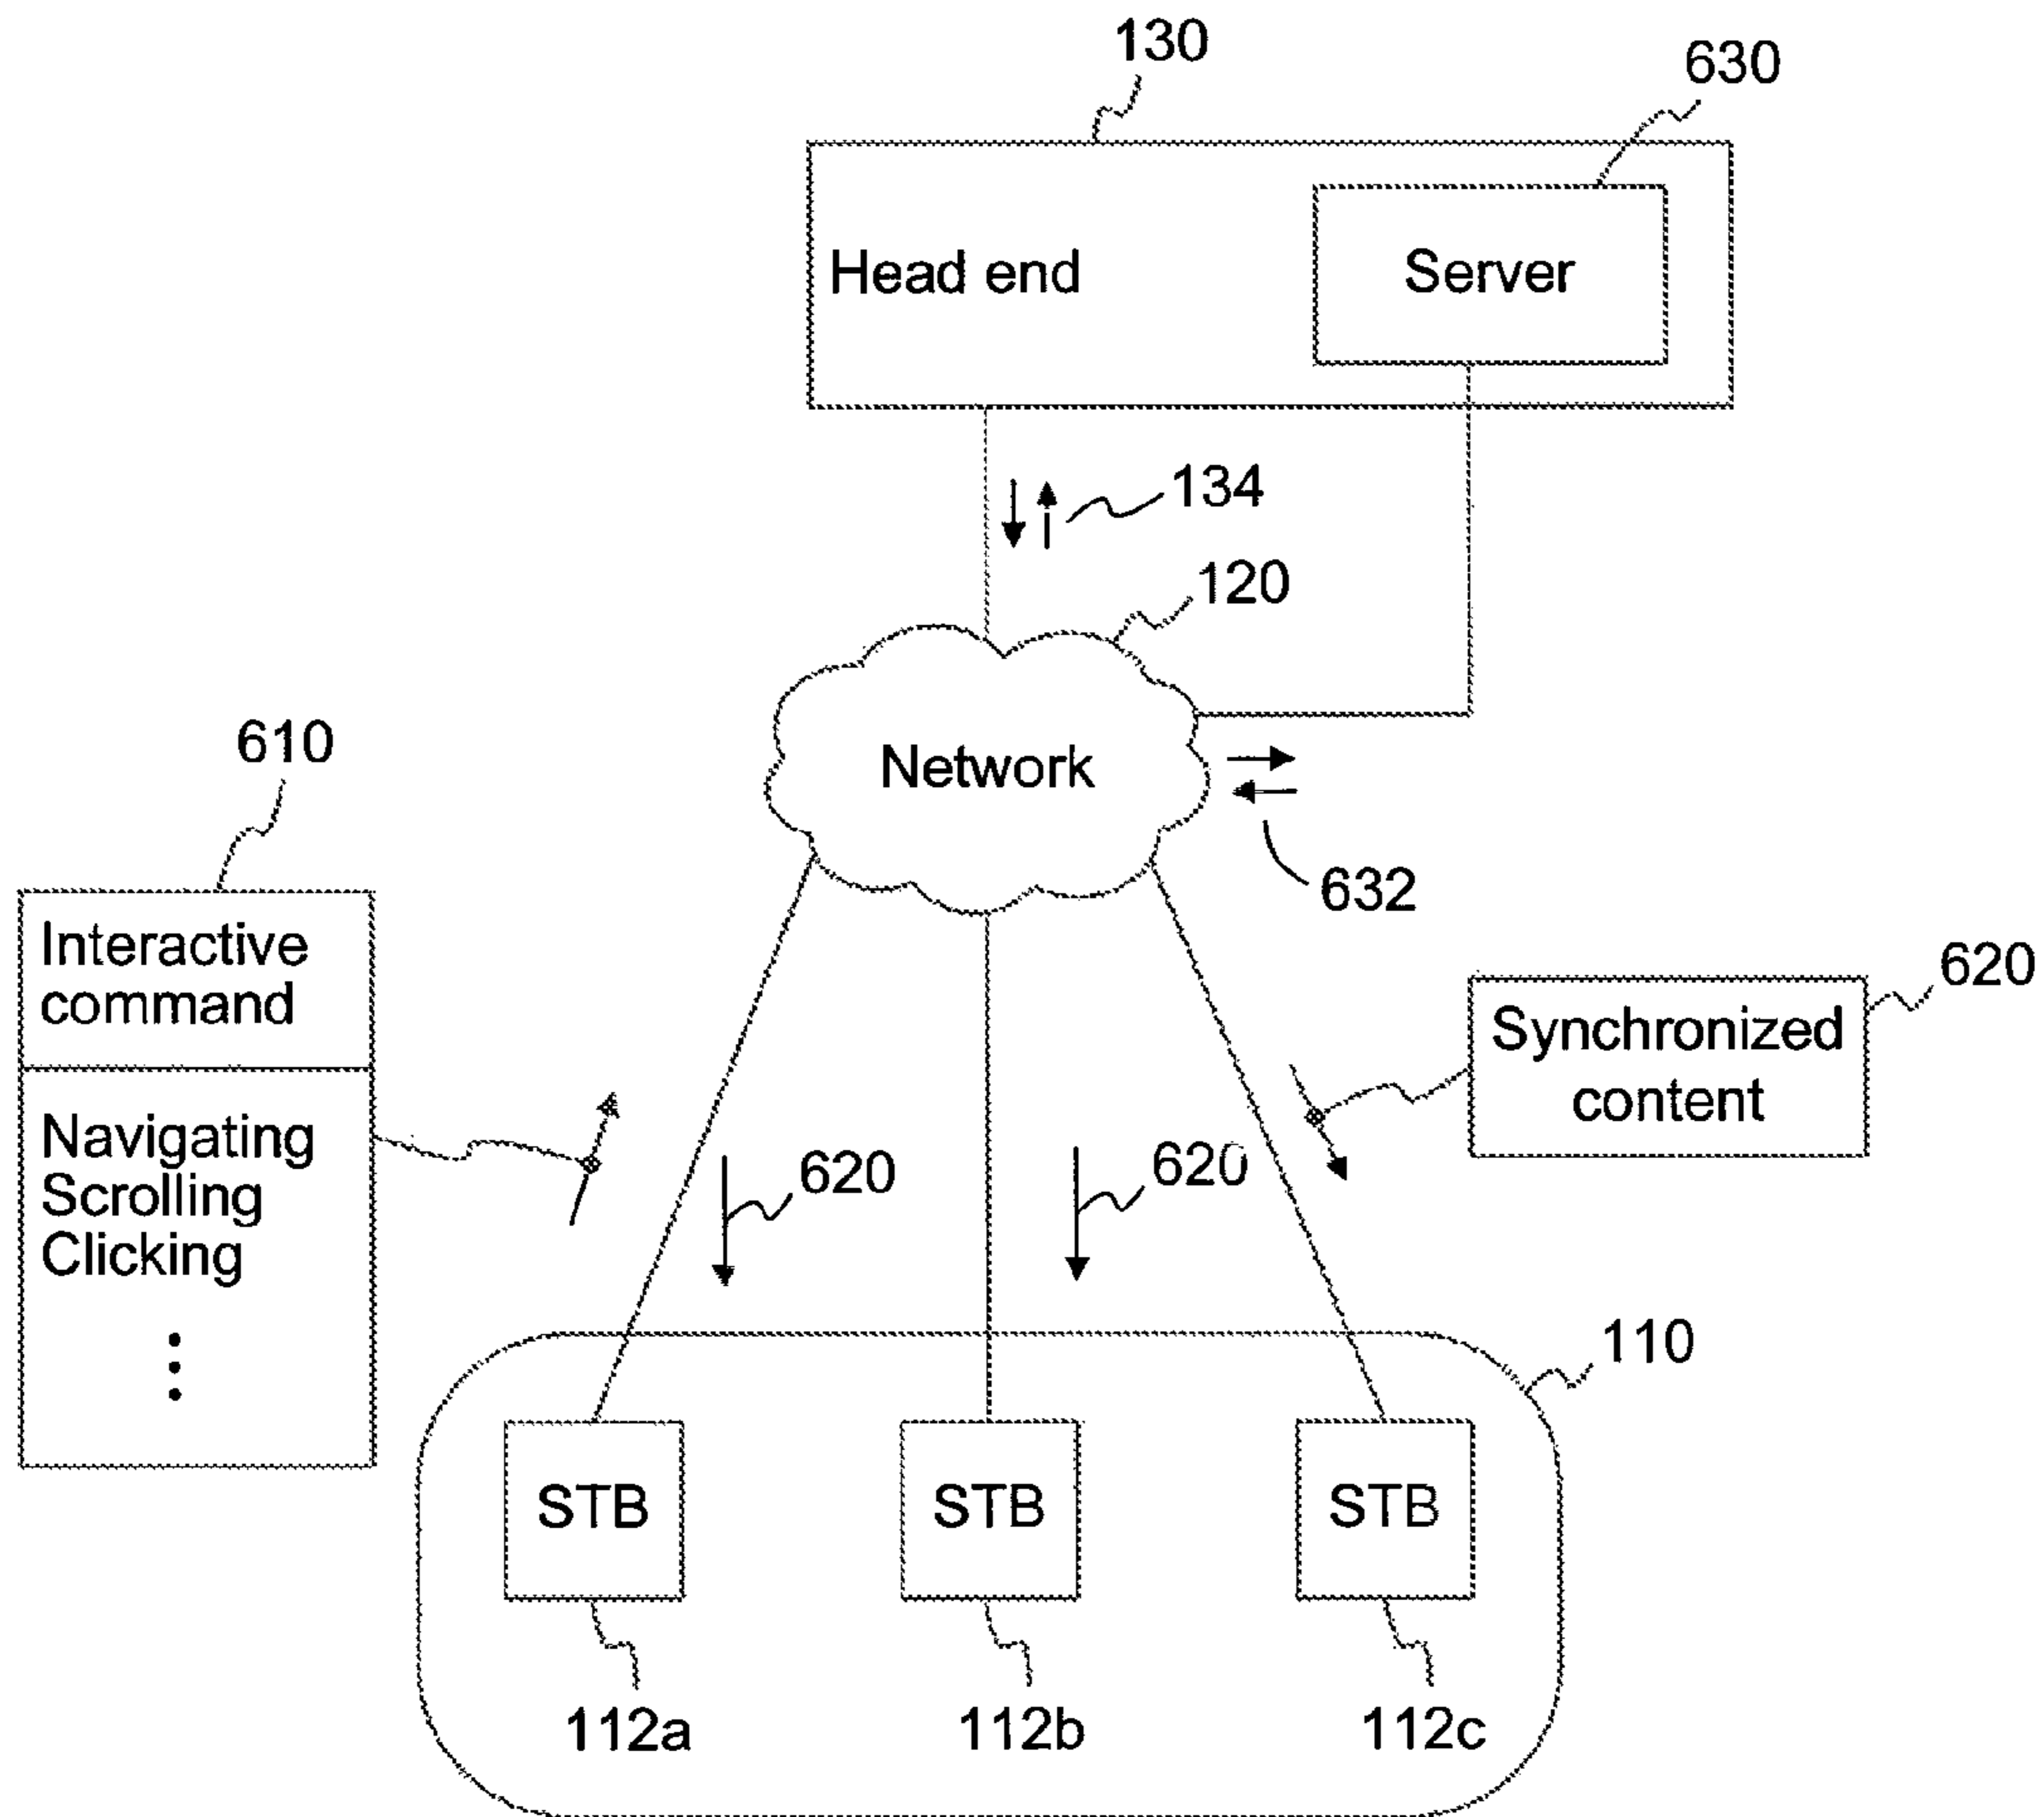 130
630
Head end
Server
134
120
610
Network
632
Interactive
command
620
Synchronized
content
Navigating
Scrolling
Clicking
620
620
110
STB
STB
STB
112a
112b
112c